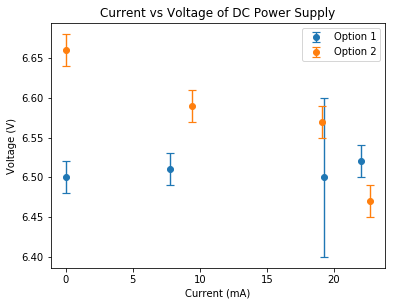 Current vs Voltage of DC Power Supply
Option 1
Option 2
Voltage (V)
6.65
6.60
6.55
6.50
6.45
6.40
0
5
10
15
20
Current (mA)